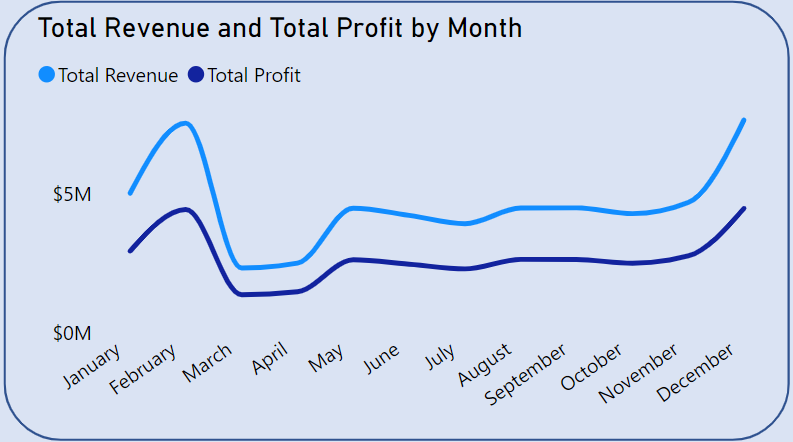 Total Revenue and Total Profit by Month
Total Revenue Total Profit
$5M
$0M
January February March April May June July August September October November December